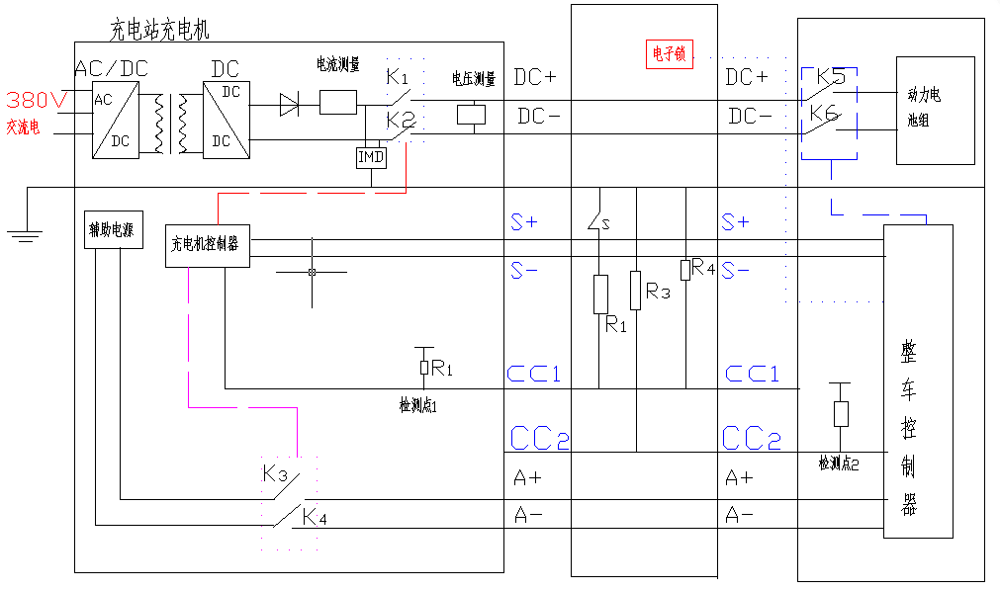 充电站充电机
电子锁
AC/DC
DC
电流测量
K1
电压测量
DC+
DC+
K5
380V
交流电
AC
DC
DC
DC
K2
DC-
DC-
K6
动力电
池组
IMD
辅助电源
充电机控制器
S+
S
S+
S-
R1
R3
R4
S-
R1
检测点1
CC1
CC1
整车控制器
CC2
CC2
检测点2
K3
K4
A+
A+
A-
A-